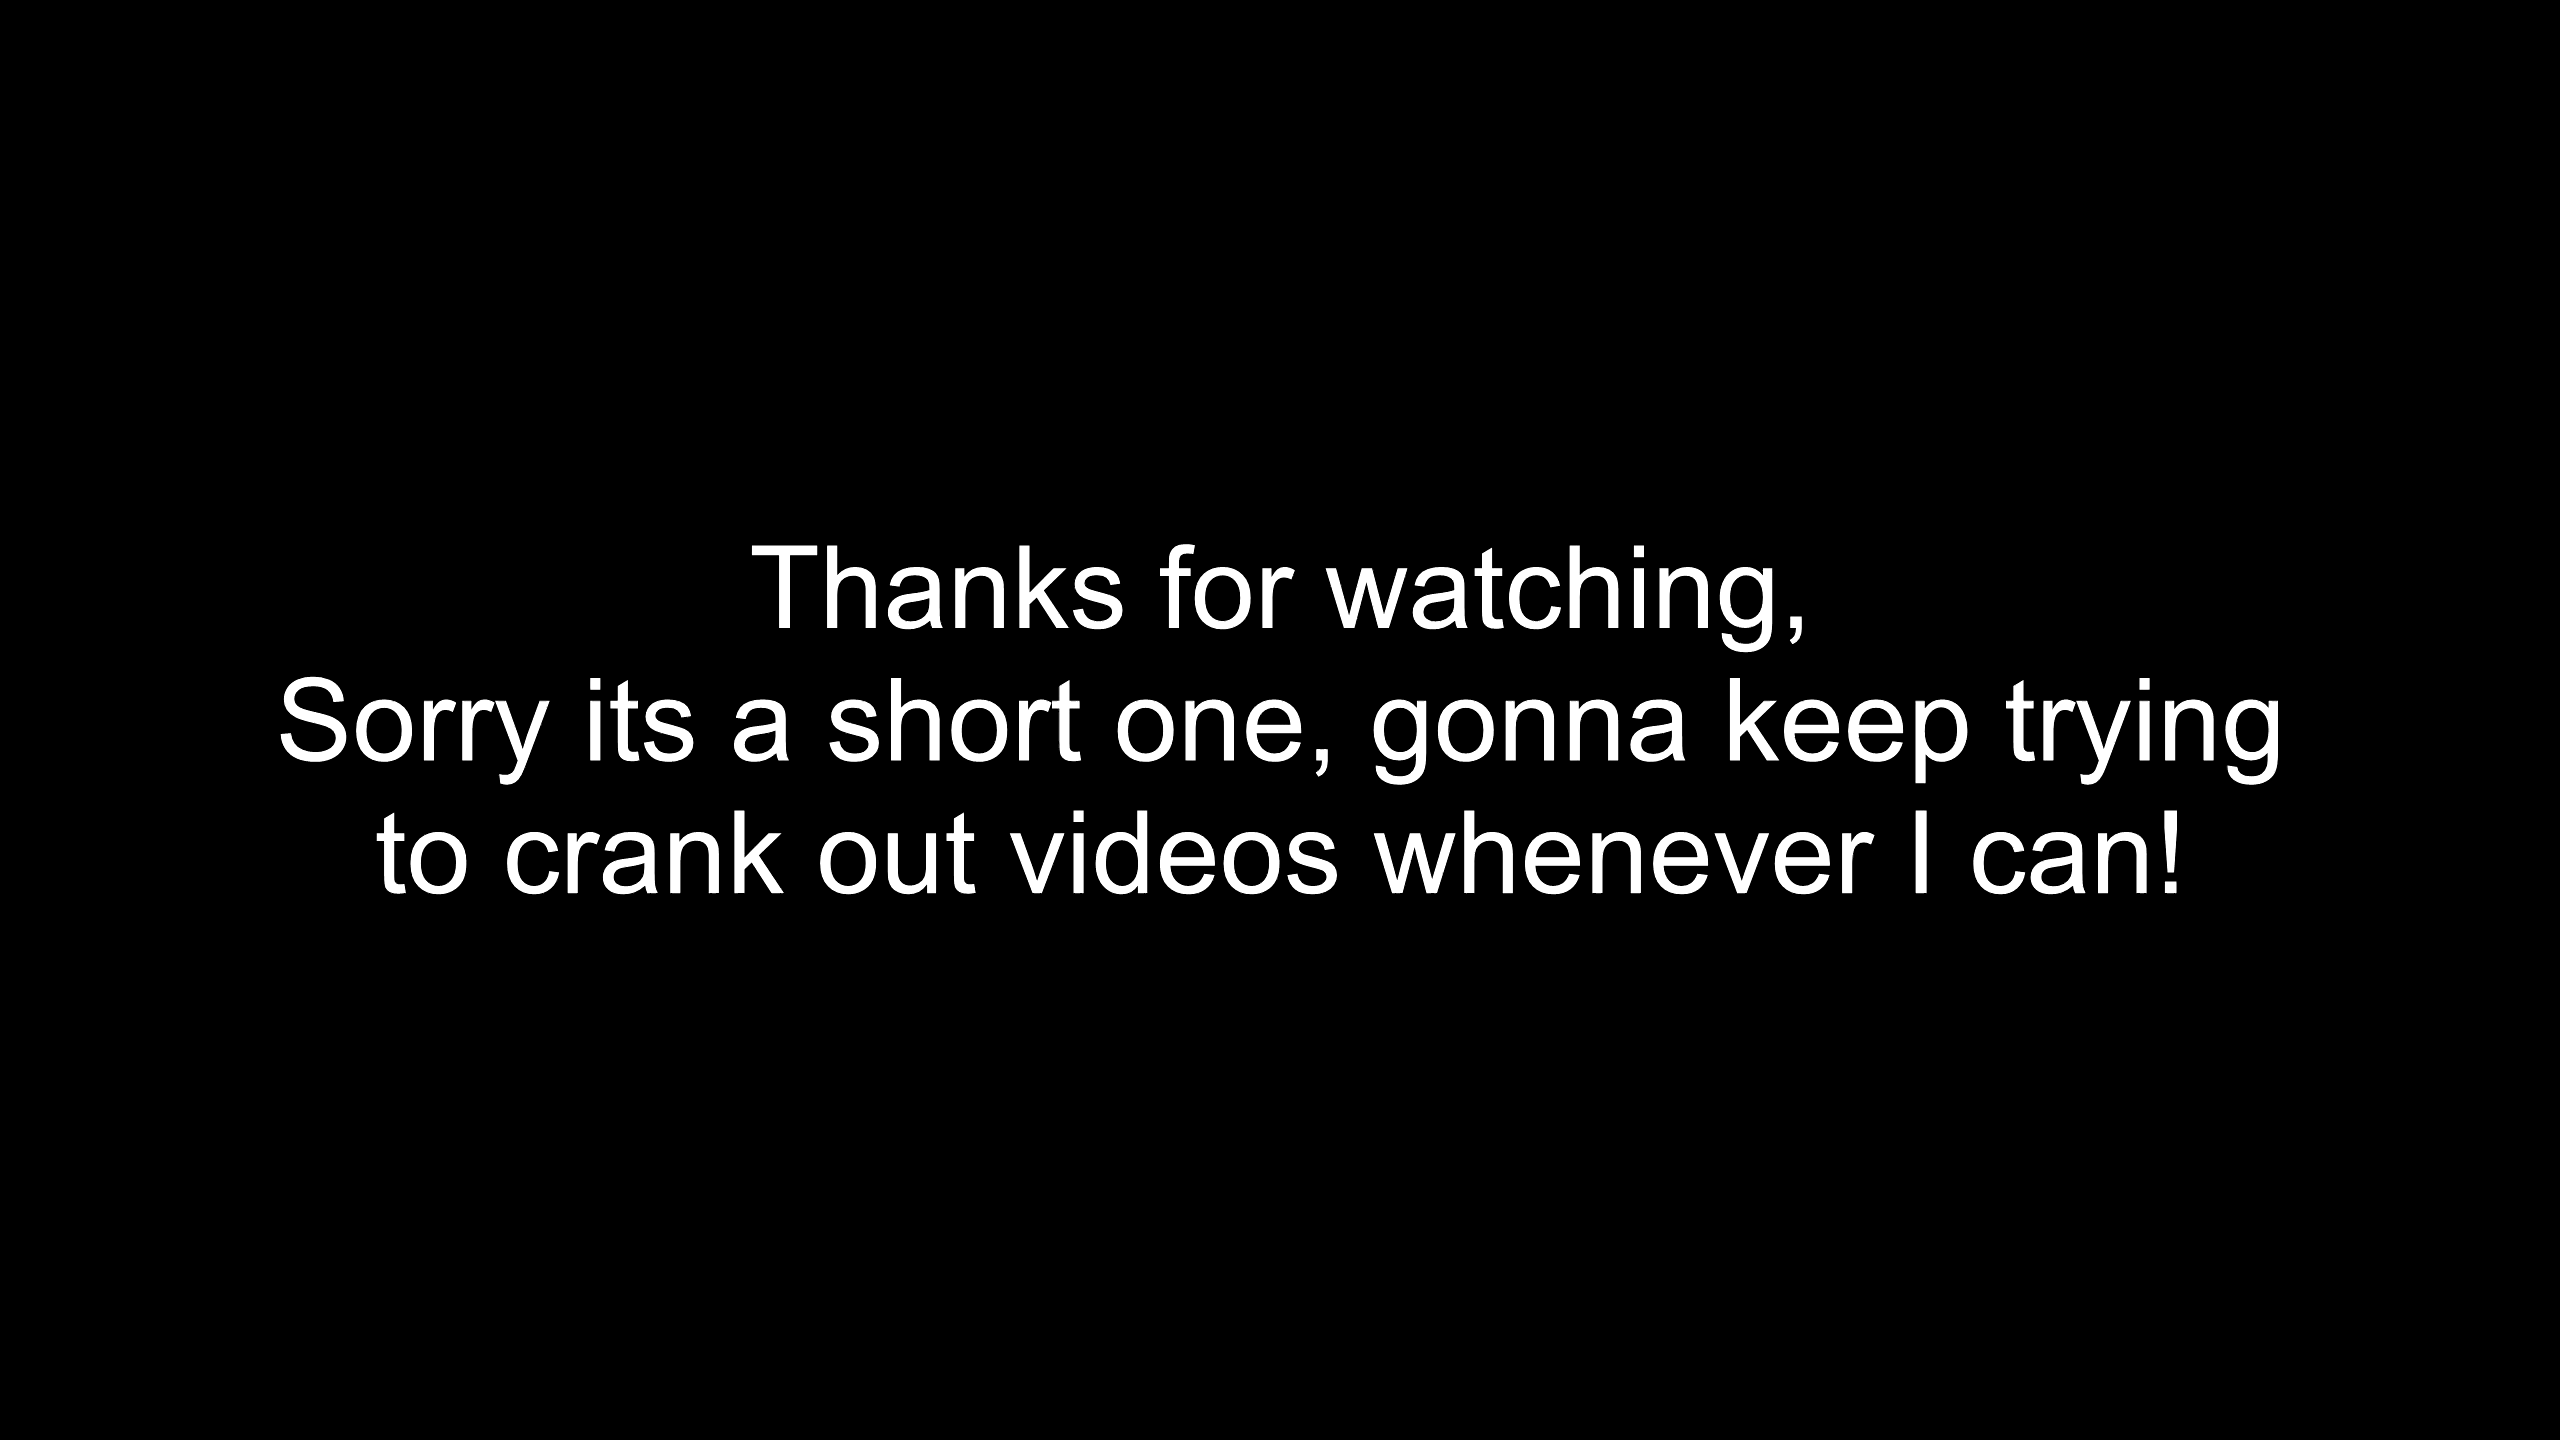 Thanks for watching,
Sorry its a short one, gonna keep trying
to crank out videos whenever I can!